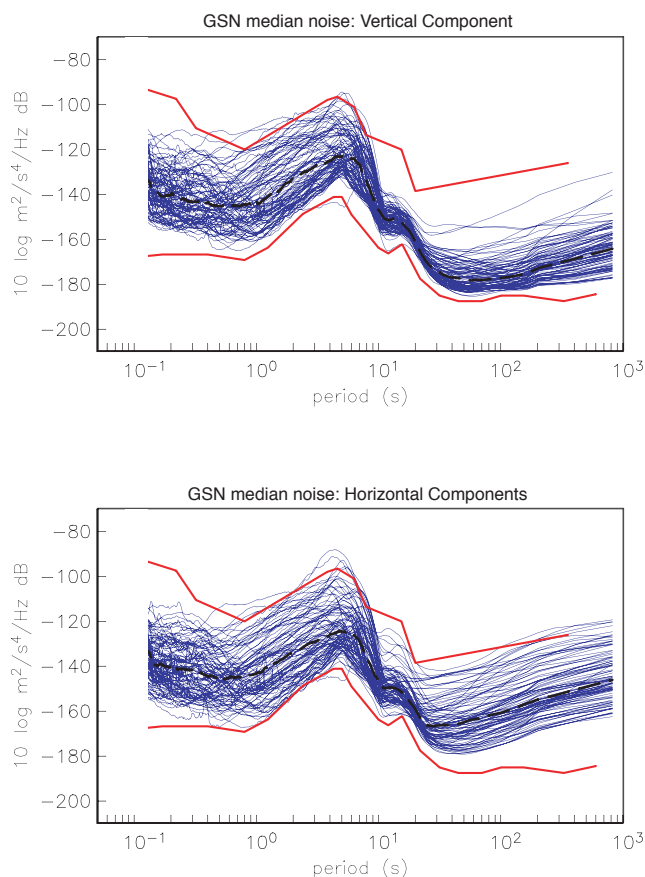 GSN median noise: Vertical Component
10 log m²/s⁴/Hz dB
−80
−100
−120
−140
−160
−180
−200
10⁻¹ 10⁰ 10¹ 10² 10³
period (s)
GSN median noise: Horizontal Components
10 log m²/s⁴/Hz dB
−80
−100
−120
−140
−160
−180
−200
10⁻¹ 10⁰ 10¹ 10² 10³
period (s)